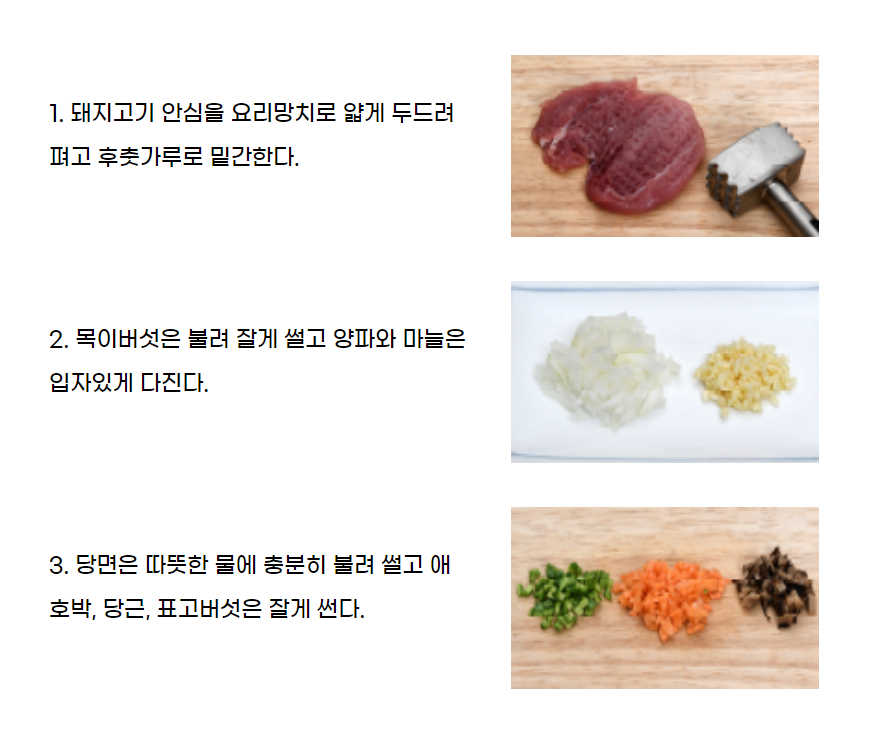 1. 돼지고기 안심을 요리망치로 얇게 두드려
펴고 후춧가루로 밑간한다.
2. 목이버섯은 불려 잘게 썰고 양파와 마늘은
입자있게 다진다.
3. 당면은 따뜻한 물에 충분히 불려 썰고 애
호박, 당근, 표고버섯은 잘게 썬다.